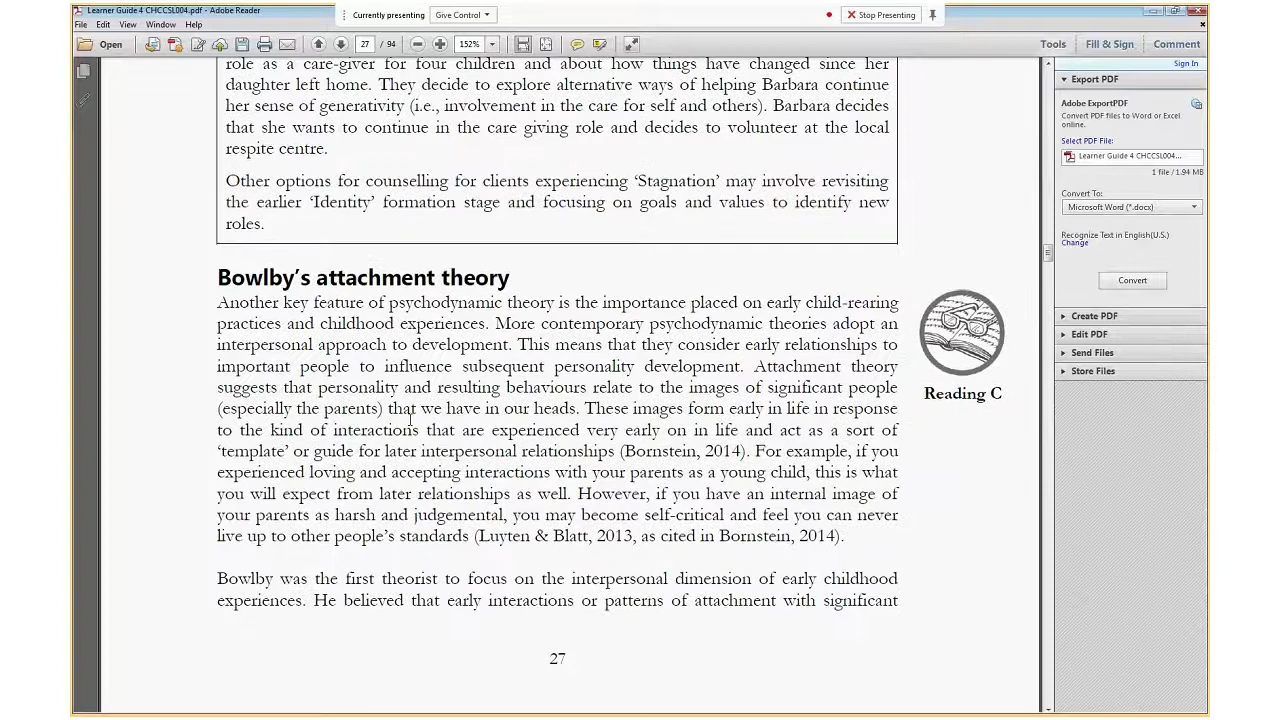 Learner Guide 4 CHCCSL004.pdf - Adobe Reader
Currently presenting Give Control Stop Presenting
File Edit View Window Help
Open 27 / 94 152% Tools Fill & Sign Comment
Sign In
role as a care-giver for four children and about how things have changed since her
daughter left home. They decide to explore alternative ways of helping Barbara continue
her sense of generativity (i.e., involvement in the care for self and others). Barbara decides
that she wants to continue in the care giving role and decides to volunteer at the local
respite centre.
Other options for counselling for clients experiencing ‘Stagnation’ may involve revisiting
the earlier ‘Identity’ formation stage and focusing on goals and values to identify new
roles.
Bowlby’s attachment theory
Another key feature of psychodynamic theory is the importance placed on early child-rearing
practices and childhood experiences. More contemporary psychodynamic theories adopt an
interpersonal approach to development. This means that they consider early relationships to
important people to influence subsequent personality development. Attachment theory
suggests that personality and resulting behaviours relate to the images of significant people
(especially the parents) that we have in our heads. These images form early in life in response
to the kind of interactions that are experienced very early on in life and act as a sort of
‘template’ or guide for later interpersonal relationships (Bornstein, 2014). For example, if you
experienced loving and accepting interactions with your parents as a young child, this is what
you will expect from later relationships as well. However, if you have an internal image of
your parents as harsh and judgemental, you may become self-critical and feel you can never
live up to other people’s standards (Luyten & Blatt, 2013, as cited in Bornstein, 2014).
Reading C
Bowlby was the first theorist to focus on the interpersonal dimension of early childhood
experiences. He believed that early interactions or patterns of attachment with significant
27
Export PDF
Adobe ExportPDF
Convert PDF files to Word or Excel
online.
Select PDF File:
Learner Guide 4 CHCCSL004...
1 file / 1.94 MB
Convert To:
Microsoft Word (*.docx)
Recognize Text in English(U.S.)
Change
Convert
Create PDF
Edit PDF
Send Files
Store Files